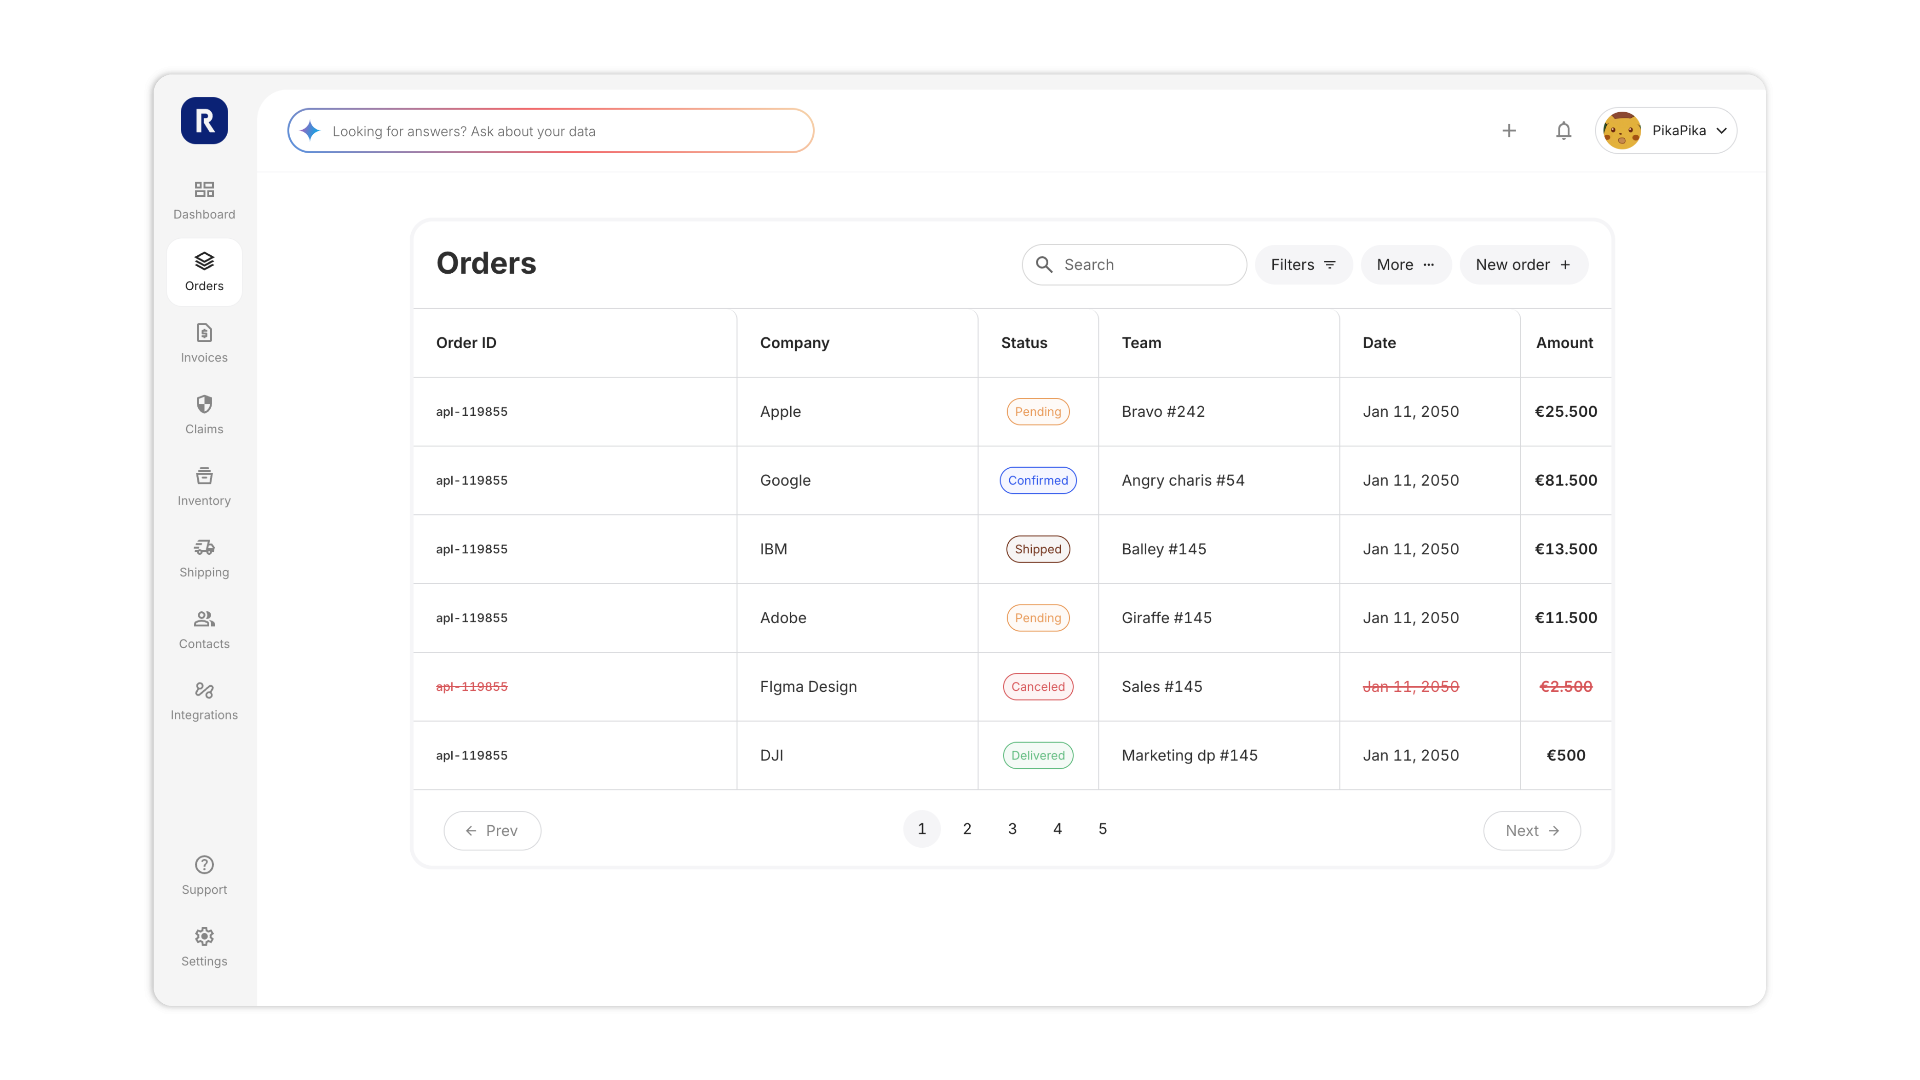 R
Looking for answers? Ask about your data
PikaPika
Dashboard
Orders
Invoices
Claims
Inventory
Shipping
Contacts
Integrations
Support
Settings
Orders
Search
Filters
More
New order
Order ID Company Status Team Date Amount
apl-119855 Apple Pending Bravo #242 Jan 11, 2050 €25.500
apl-119855 Google Confirmed Angry charis #54 Jan 11, 2050 €81.500
apl-119855 IBM Shipped Balley #145 Jan 11, 2050 €13.500
apl-119855 Adobe Pending Giraffe #145 Jan 11, 2050 €11.500
apl-119855 FIgma Design Canceled Sales #145 Jan 11, 2050 €2.500
apl-119855 DJI Delivered Marketing dp #145 Jan 11, 2050 €500
← Prev 1 2 3 4 5 Next →